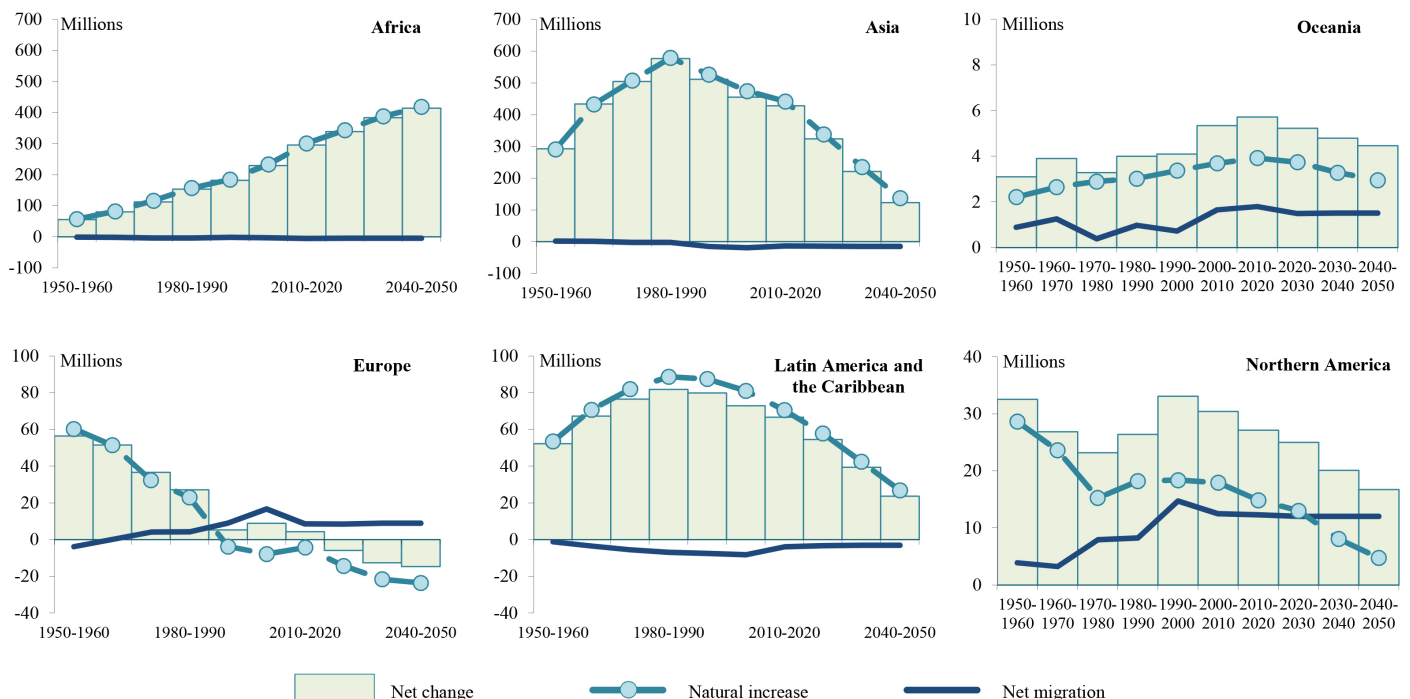 Millions
Africa
700
600
500
400
300
200
100
0
-100
1950-1960 1980-1990 2010-2020 2040-2050
Millions
Asia
700
600
500
400
300
200
100
0
-100
1950-1960 1980-1990 2010-2020 2040-2050
Millions
Oceania
10
8
6
4
2
0
1950- 1960- 1970- 1980- 1990- 2000- 2010- 2020- 2030- 2040-
1960 1970 1980 1990 2000 2010 2020 2030 2040 2050
Millions
Europe
100
80
60
40
20
0
-20
-40
1950-1960 1980-1990 2010-2020 2040-2050
Millions
Latin America and
the Caribbean
100
80
60
40
20
0
-20
-40
1950-1960 1980-1990 2010-2020 2040-2050
Millions
Northern America
40
30
20
10
0
1950- 1960- 1970- 1980- 1990- 2000- 2010- 2020- 2030- 2040-
1960 1970 1980 1990 2000 2010 2020 2030 2040 2050
Net change Natural increase Net migration